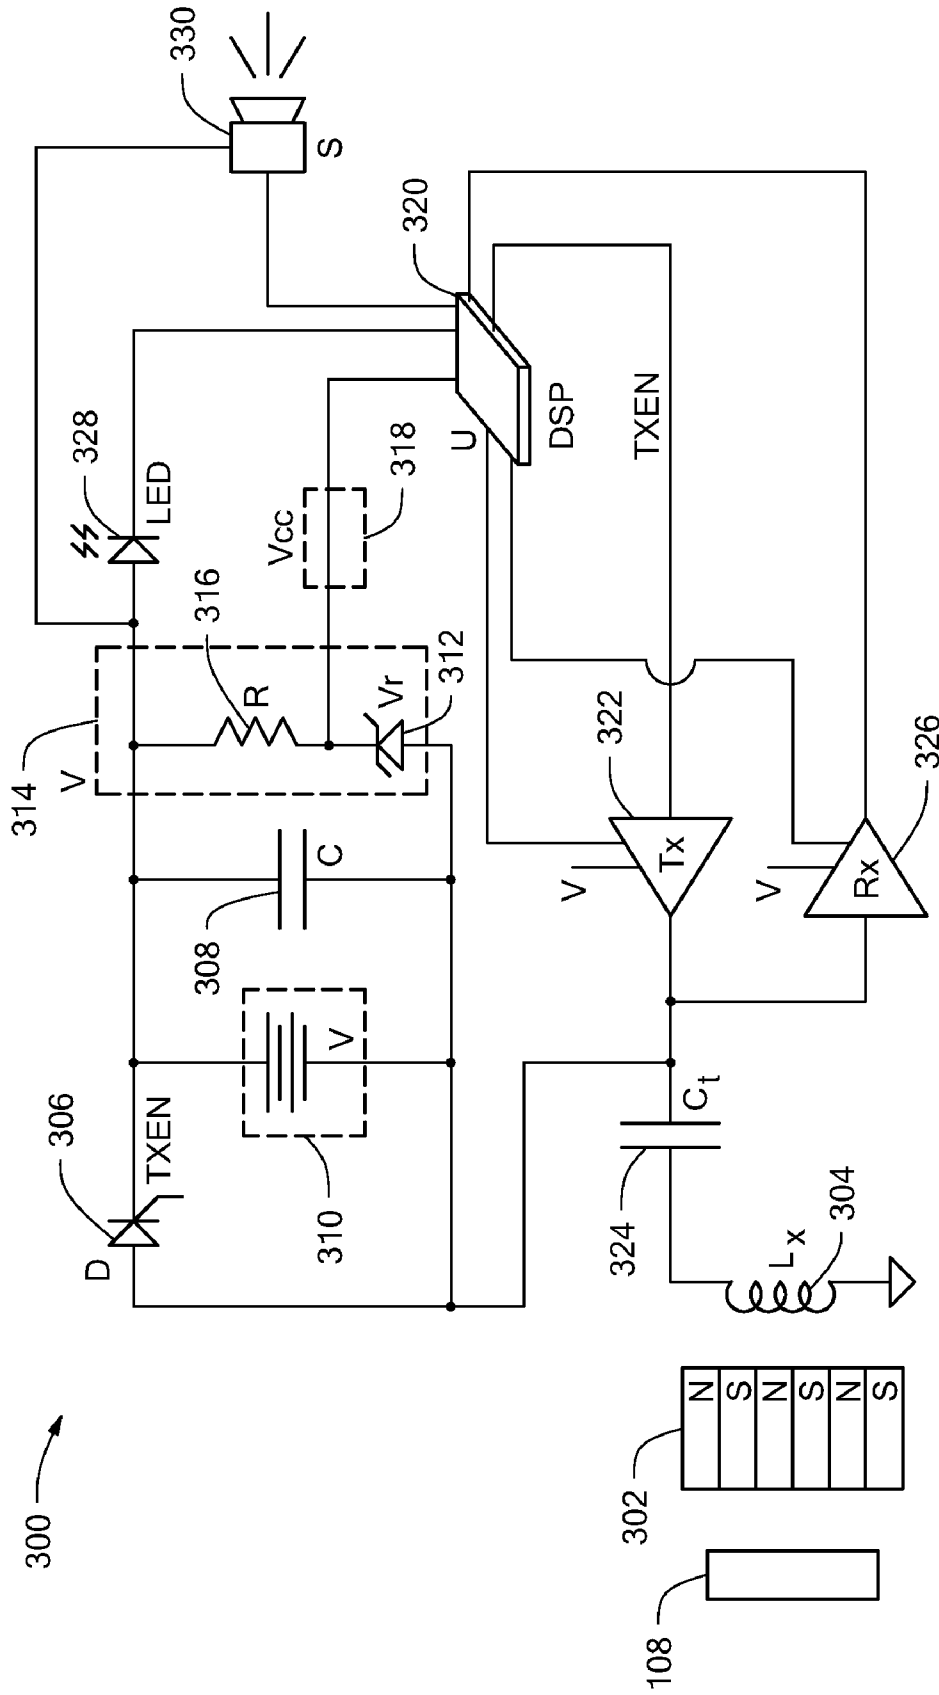 300
D
306
TXEN
310
V
308
C
314
V
R
316
Vr
312
328
LED
Vcc
318
330
S
320
U
DSP
TXEN
322
Tx
V
326
Rx
V
Ct
324
Lx
304
302
N
S
N
S
N
S
108